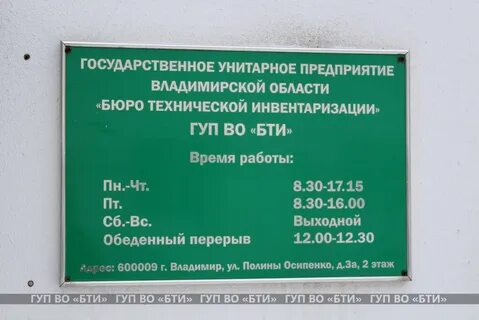 ГОСУДАРСТВЕННОЕ УНИТАРНОЕ ПРЕДПРИЯТИЕ
ВЛАДИМИРСКОЙ ОБЛАСТИ
«БЮРО ТЕХНИЧЕСКОЙ ИНВЕНТАРИЗАЦИИ»
ГУП ВО «БТИ»
Время работы:
Пн.-Чт. 8.30-17.15
Пт. 8.30-16.00
Сб.-Вс. Выходной
Обеденный перерыв 12.00-12.30
Адрес: 600009 г. Владимир, ул. Полины Осипенко, д.3а, 2 этаж
ГУП ВО «БТИ» ГУП ВО «БТИ» ГУП ВО «БТИ» ГУП ВО «БТИ» ГУП ВО «БТИ»